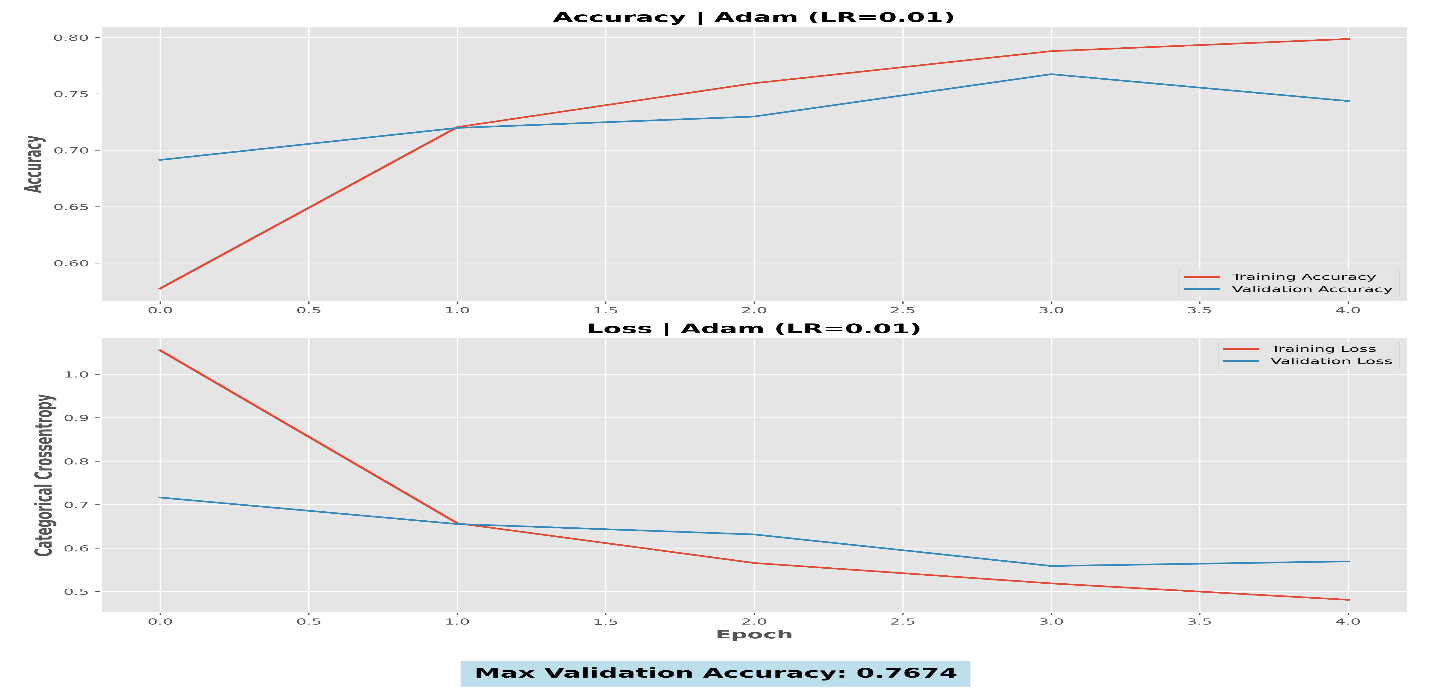 Accuracy | Adam (LR=0.01)
Accuracy
0.80
0.75
0.70
0.65
0.60
Training Accuracy
Validation Accuracy
0.0 0.5 1.0 1.5 2.0 2.5 3.0 3.5 4.0
Loss | Adam (LR=0.01)
Categorical Crossentropy
1.0
0.9
0.8
0.7
0.6
0.5
Training Loss
Validation Loss
0.0 0.5 1.0 1.5 2.0 2.5 3.0 3.5 4.0
Epoch
Max Validation Accuracy: 0.7674